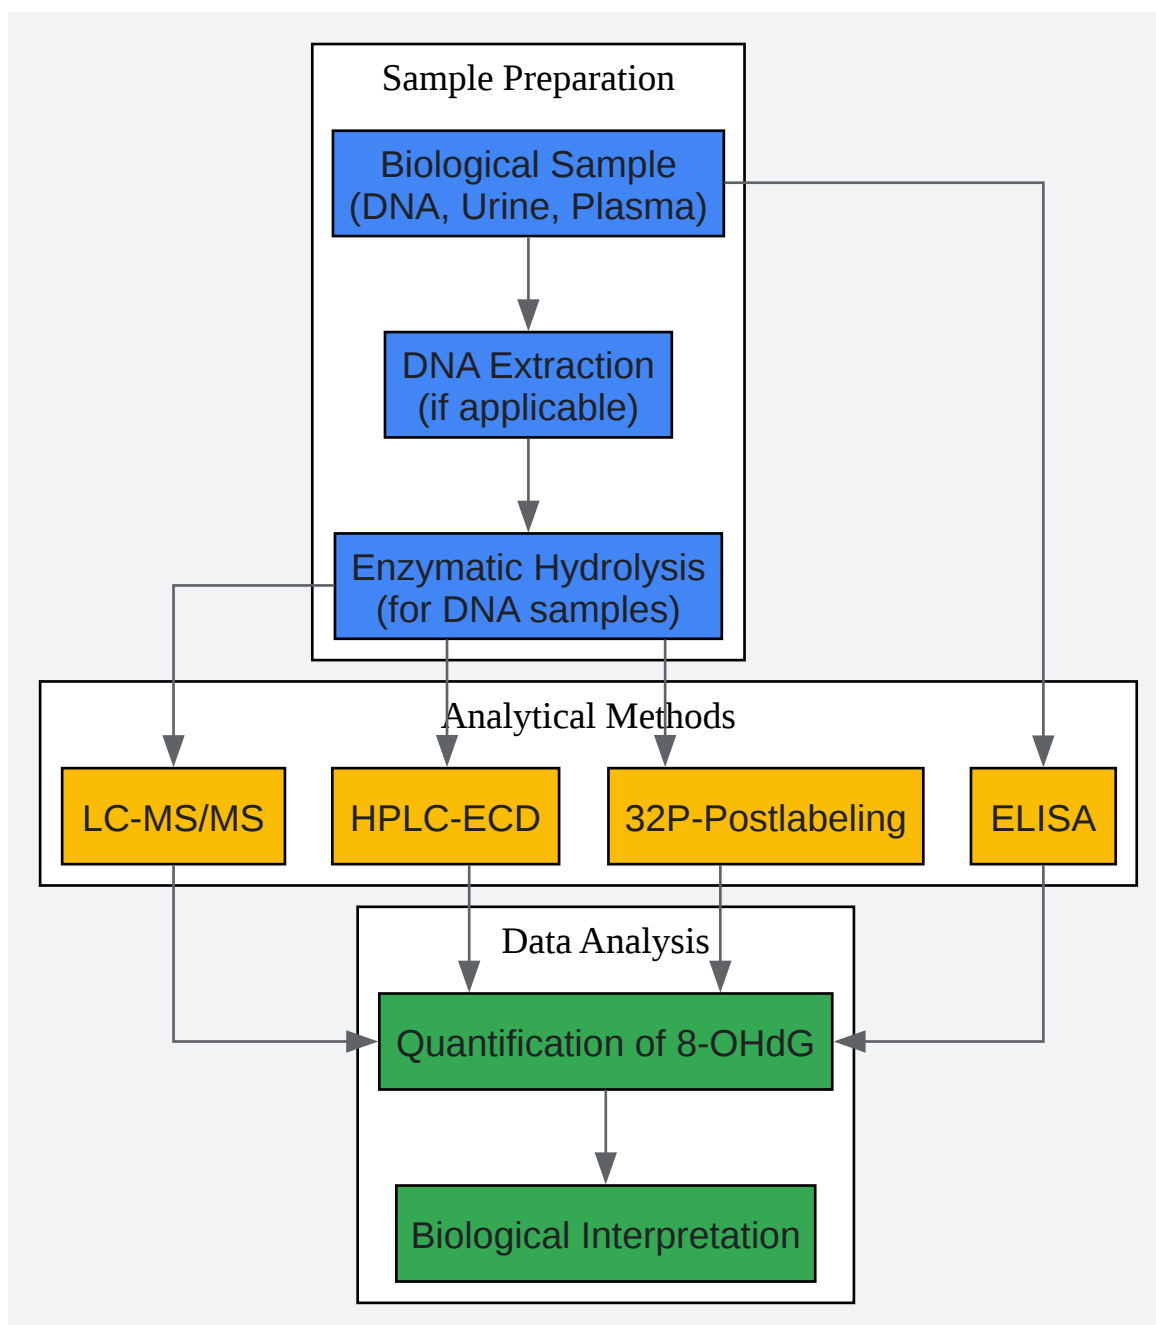 Sample Preparation
Biological Sample
(DNA, Urine, Plasma)
DNA Extraction
(if applicable)
Enzymatic Hydrolysis
(for DNA samples)
Analytical Methods
LC-MS/MS
HPLC-ECD
32P-Postlabeling
ELISA
Data Analysis
Quantification of 8-OHdG
Biological Interpretation